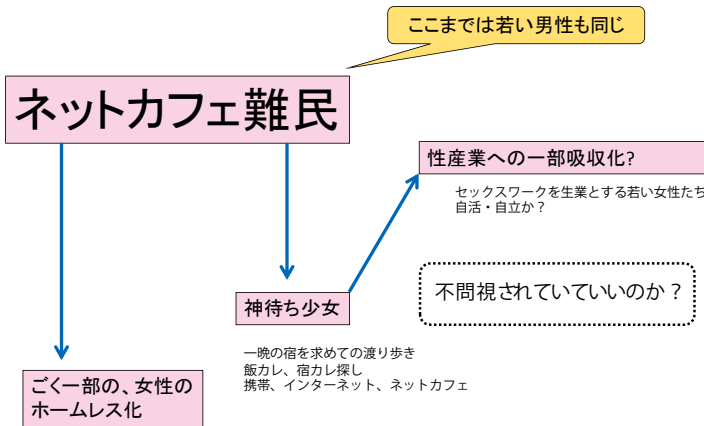 ここまでは若い男性も同じ
ネットカフェ難民
性産業への一部吸収化?
セックスワークを生業とする若い女性たち
自活・自立か？
不問視されていていいのか？
神待ち少女
一晩の宿を求めての渡り歩き
飯カレ、宿カレ探し
携帯、インターネット、ネットカフェ
ごく一部の、女性の
ホームレス化